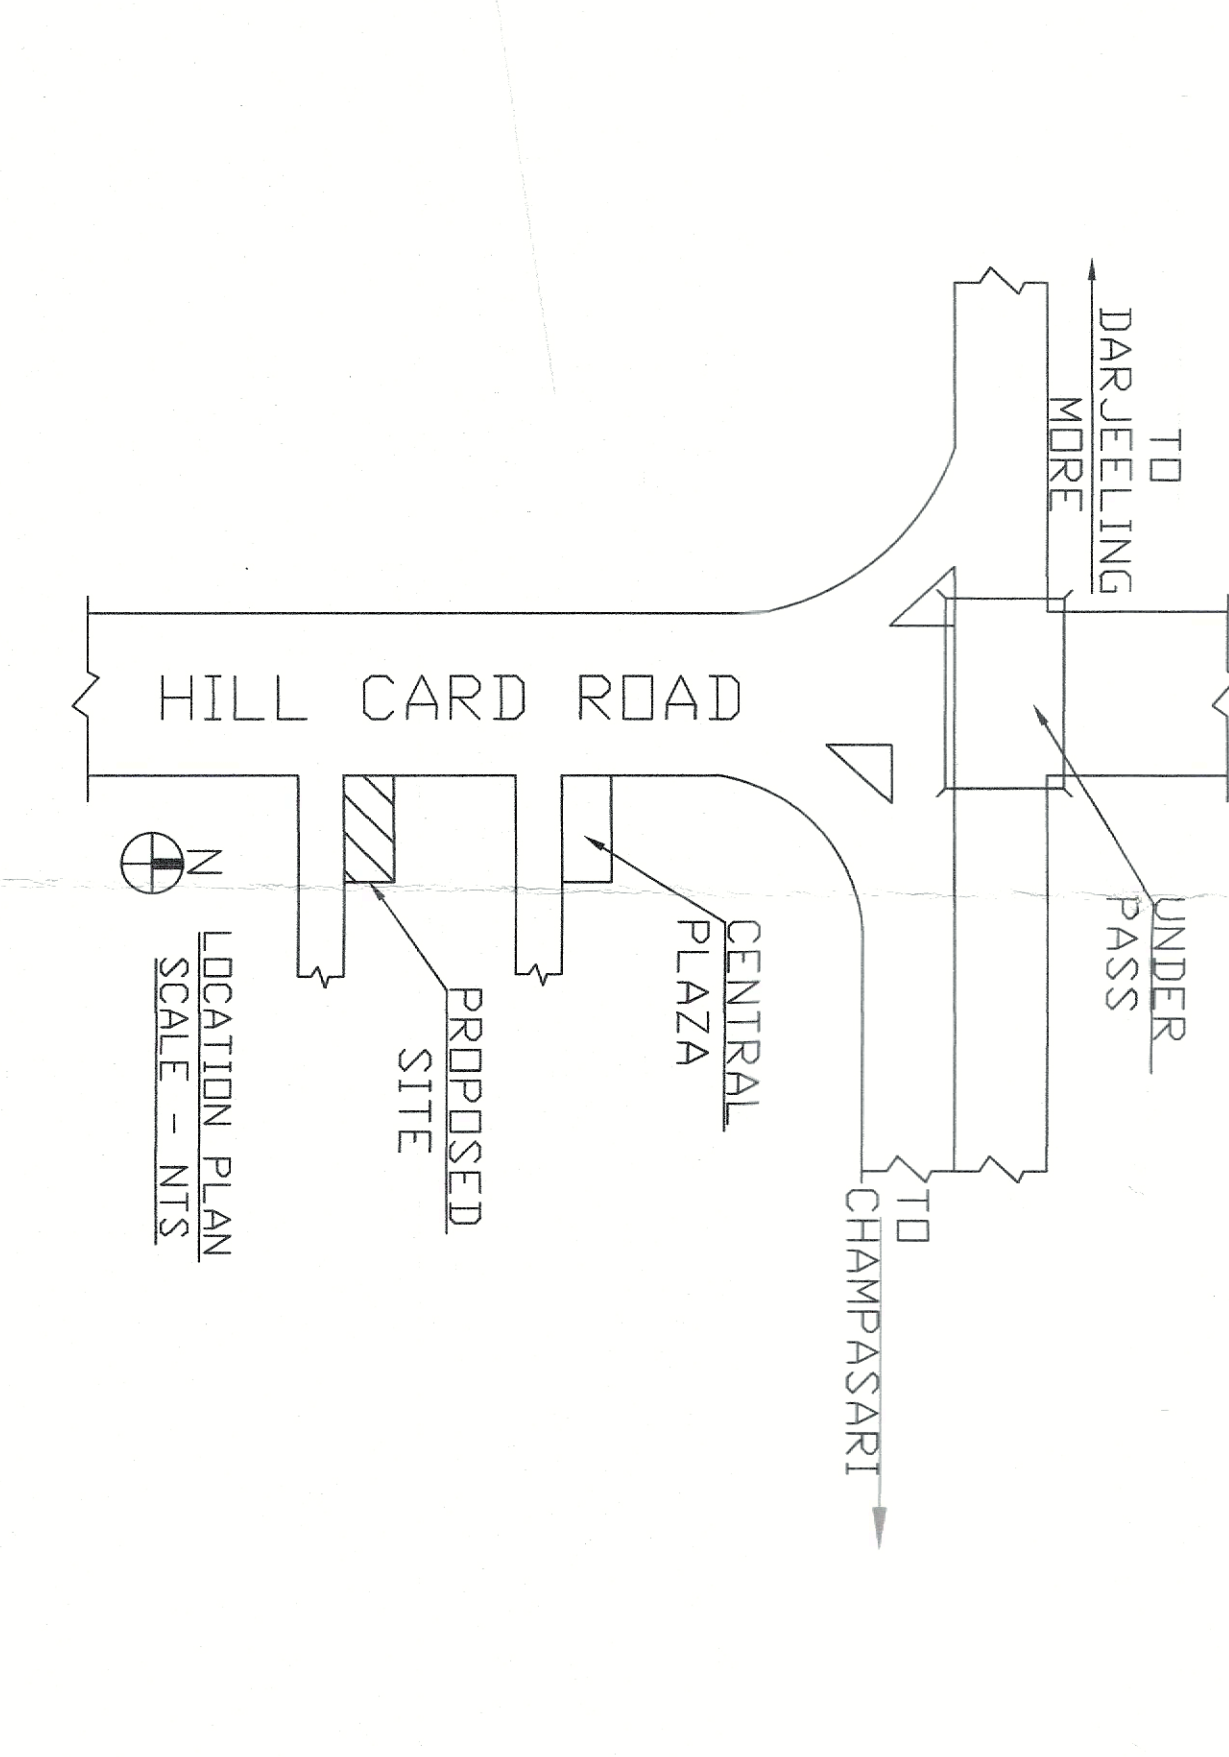 TO
DARJEELING
MORE
HILL CARD ROAD
UNDER
PASS
CENTRAL
PLAZA
PROPOSED
SITE
TO
CHAMPASARI
N
LOCATION PLAN
SCALE - NTS